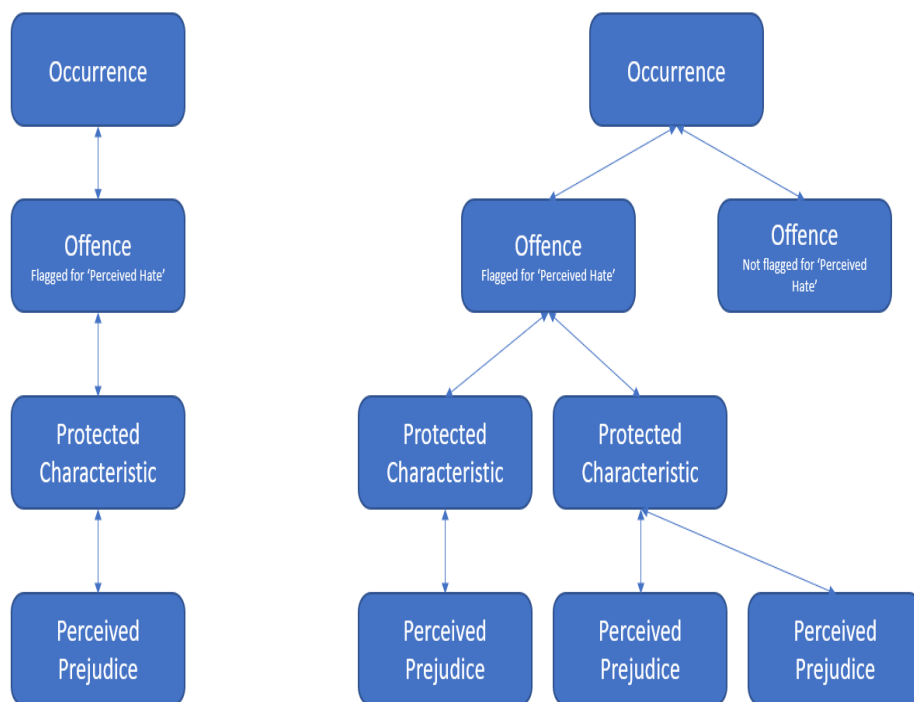 Occurrence
Occurrence
Offence
Flagged for 'Perceived Hate'
Offence
Flagged for 'Perceived Hate'
Offence
Not flagged for 'Perceived
Hate'
Protected
Characteristic
Protected
Characteristic
Protected
Characteristic
Perceived
Prejudice
Perceived
Prejudice
Perceived
Prejudice
Perceived
Prejudice